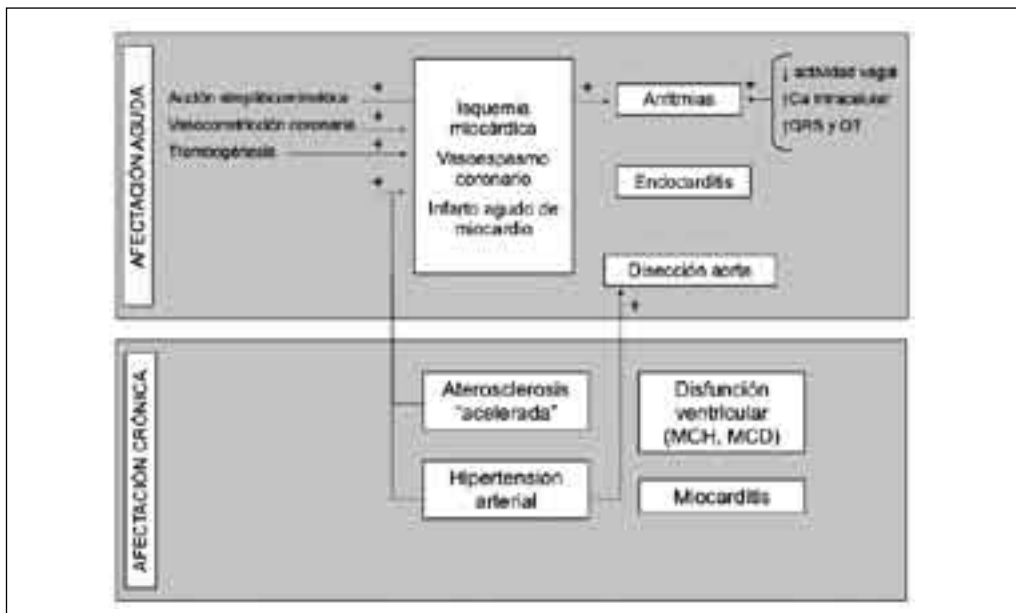 AFECTACIÓN AGUDA
Acción simpaticomimética
Vasoconstricción coronaria
Trombogénesis
+
+
+
+
Isquemia
miocárdica
Vasoespasmo
coronario
Infarto agudo de
miocardio
+
Arritmias
+
↓ actividad vagal
↑Ca intracelular
↑QRS y QT
Endocarditis
Disección aorta
+
AFECTACIÓN CRÓNICA
Aterosclerosis
"acelerada"
Hipertensión
arterial
Disfunción
ventricular
(MCH, MCD)
Miocarditis